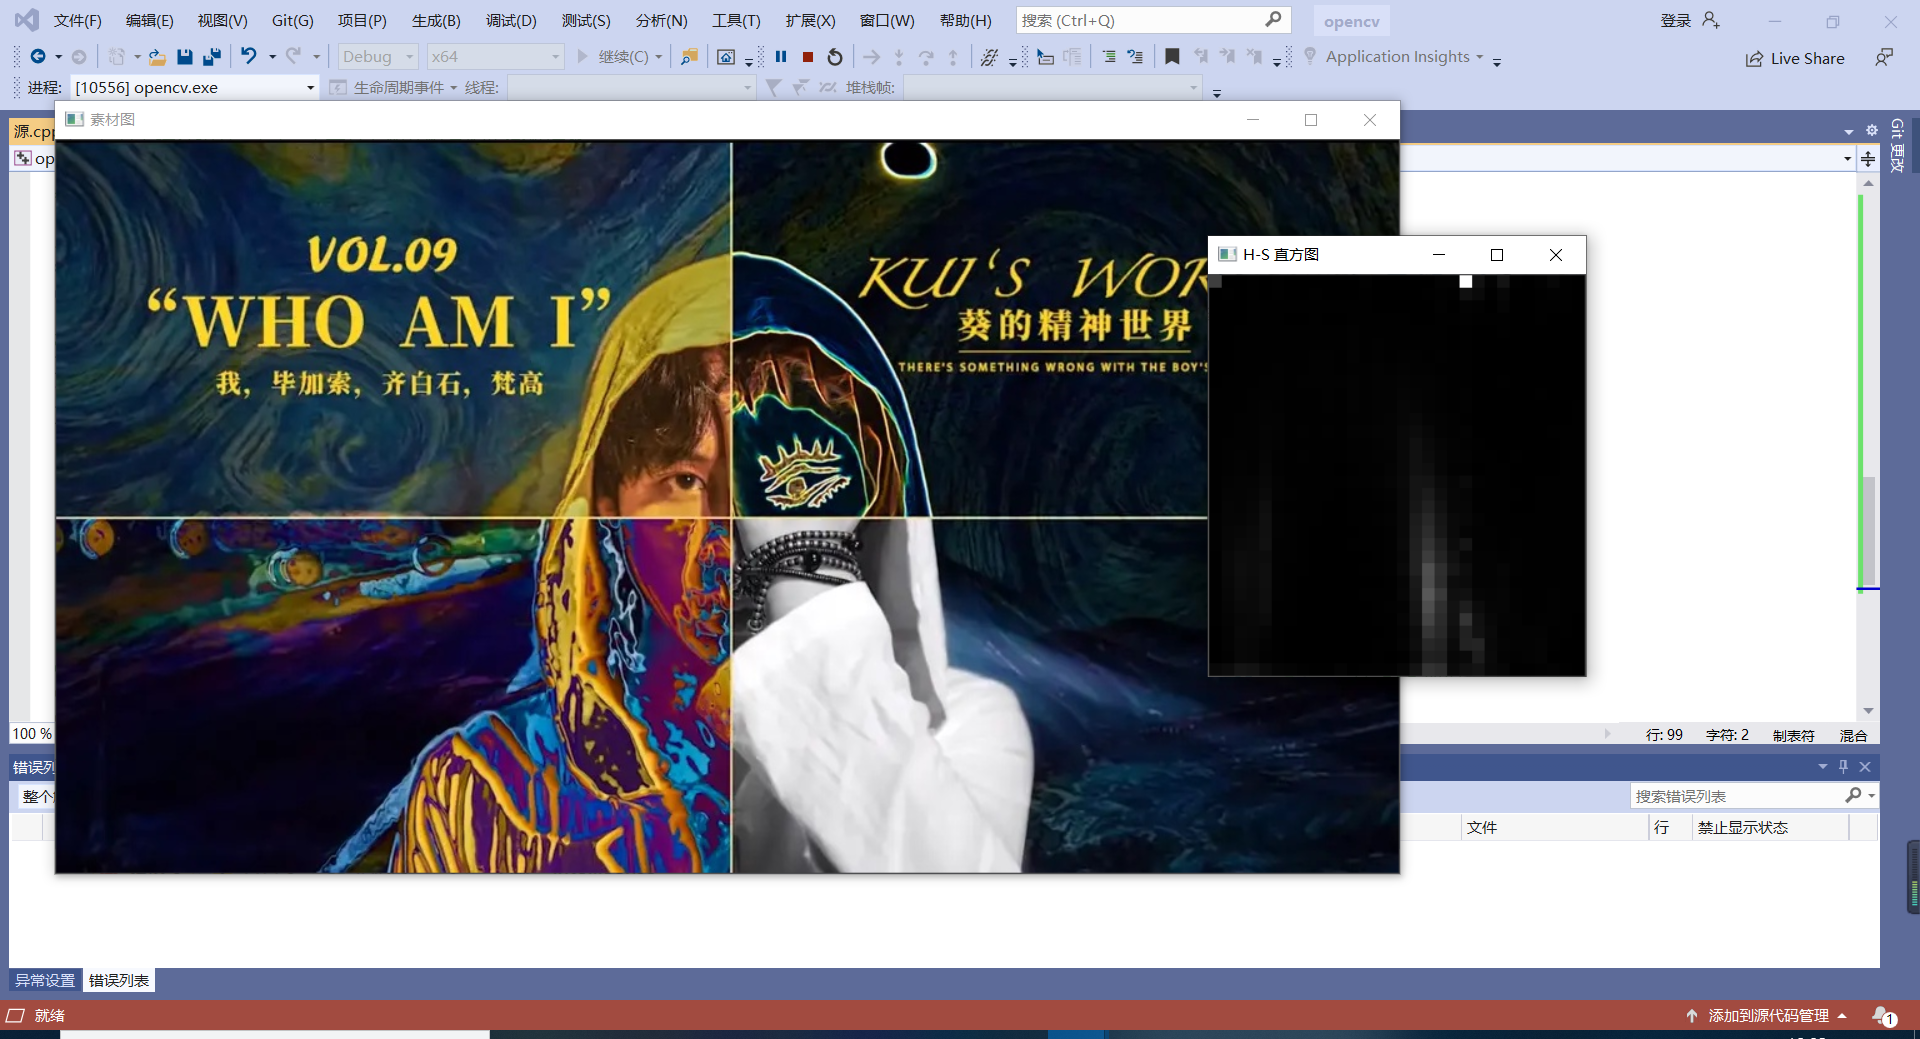 文件(F) 编辑(E) 视图(V) Git(G) 项目(P) 生成(B) 调试(D) 测试(S) 分析(N) 工具(T) 扩展(X) 窗口(W) 帮助(H) 搜索 (Ctrl+Q) opencv 登录
Debug x64 继续(C) Application Insights Live Share
进程: [10556] opencv.exe 生命周期事件 线程: 堆栈帧:
源.cpp
素材图
Git 更改
op
VOL.09
“WHO AM I”
我，毕加索，齐白石，梵高
KUI‘S WOR
葵的精神世界
THERE'S SOMETHING WRONG WITH THE BOY'S
H-S 直方图
100 % 行: 99 字符: 2 制表符 混合
错误列
整个 搜索错误列表
文件 行 禁止显示状态
异常设置 错误列表
就绪 添加到源代码管理 1